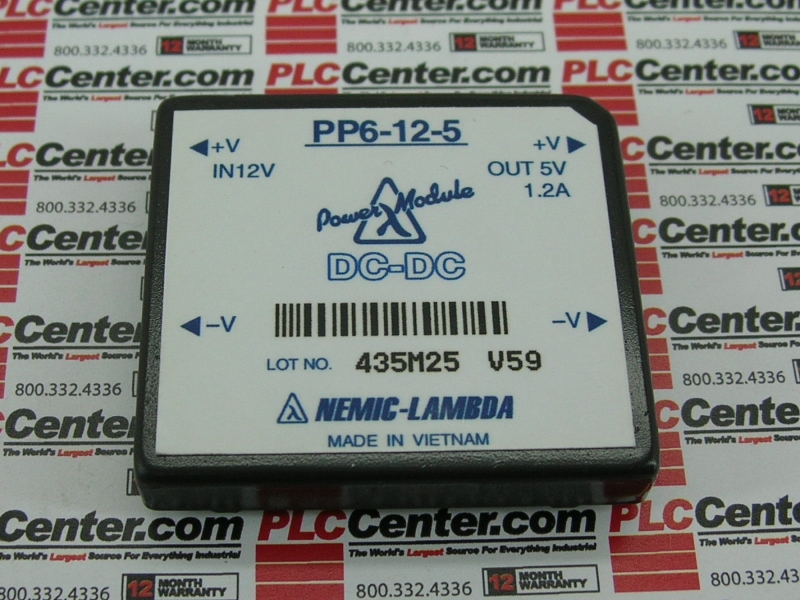 PP6-12-5
+V +V
IN12V OUT 5V
1.2A
Power Module
λ
DC-DC
-V -V
LOT NO. 435M25 V59
λ NEMIC-LAMBDA
MADE IN VIETNAM
PLCCenter.com
The World's Largest Source For Everything Industrial
800.332.4336 12 MONTH WARRANTY